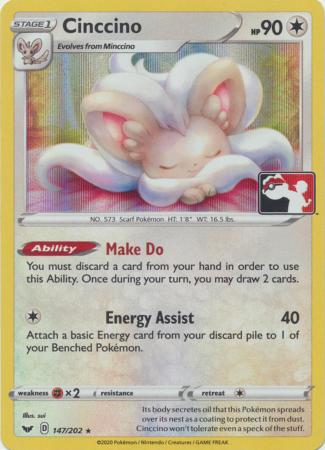 STAGE 1
Cinccino
HP 90
Evolves from Minccino
NO. 573 Scarf Pokémon HT: 1'8" WT: 16.5 lbs.
Ability Make Do
You must discard a card from your hand in order to use
this Ability. Once during your turn, you may draw 2 cards.
Energy Assist 40
Attach a basic Energy card from your discard pile to 1 of
your Benched Pokémon.
weakness ×2 resistance retreat
Illus. sui
D 147/202 ★
Its body secretes oil that this Pokémon spreads
over its nest as a coating to protect it from dust.
Cinccino won't tolerate even a speck of the stuff.
©2020 Pokémon / Nintendo / Creatures / GAME FREAK